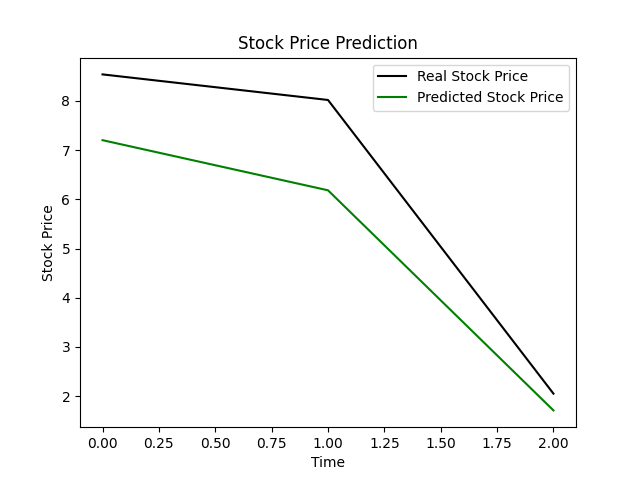 Stock Price Prediction
Real Stock Price
Predicted Stock Price
8
7
6
5
4
3
2
Stock Price
0.00 0.25 0.50 0.75 1.00 1.25 1.50 1.75 2.00
Time